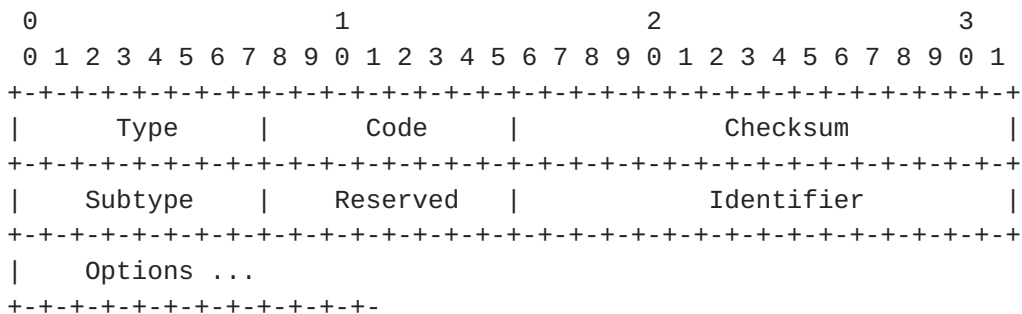 0                   1                   2                   3
 0 1 2 3 4 5 6 7 8 9 0 1 2 3 4 5 6 7 8 9 0 1 2 3 4 5 6 7 8 9 0 1
+-+-+-+-+-+-+-+-+-+-+-+-+-+-+-+-+-+-+-+-+-+-+-+-+-+-+-+-+-+-+-+-+
|      Type     |      Code     |             Checksum          |
+-+-+-+-+-+-+-+-+-+-+-+-+-+-+-+-+-+-+-+-+-+-+-+-+-+-+-+-+-+-+-+-+
|    Subtype    |    Reserved   |            Identifier         |
+-+-+-+-+-+-+-+-+-+-+-+-+-+-+-+-+-+-+-+-+-+-+-+-+-+-+-+-+-+-+-+-+
|    Options ...
+-+-+-+-+-+-+-+-+-+-+-+-